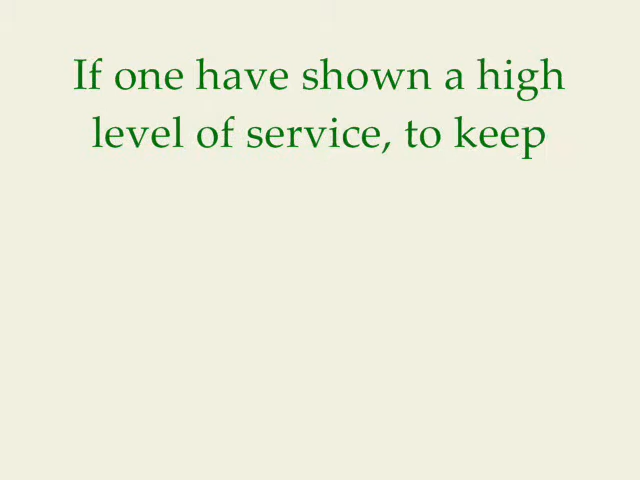 If one have shown a high
level of service, to keep